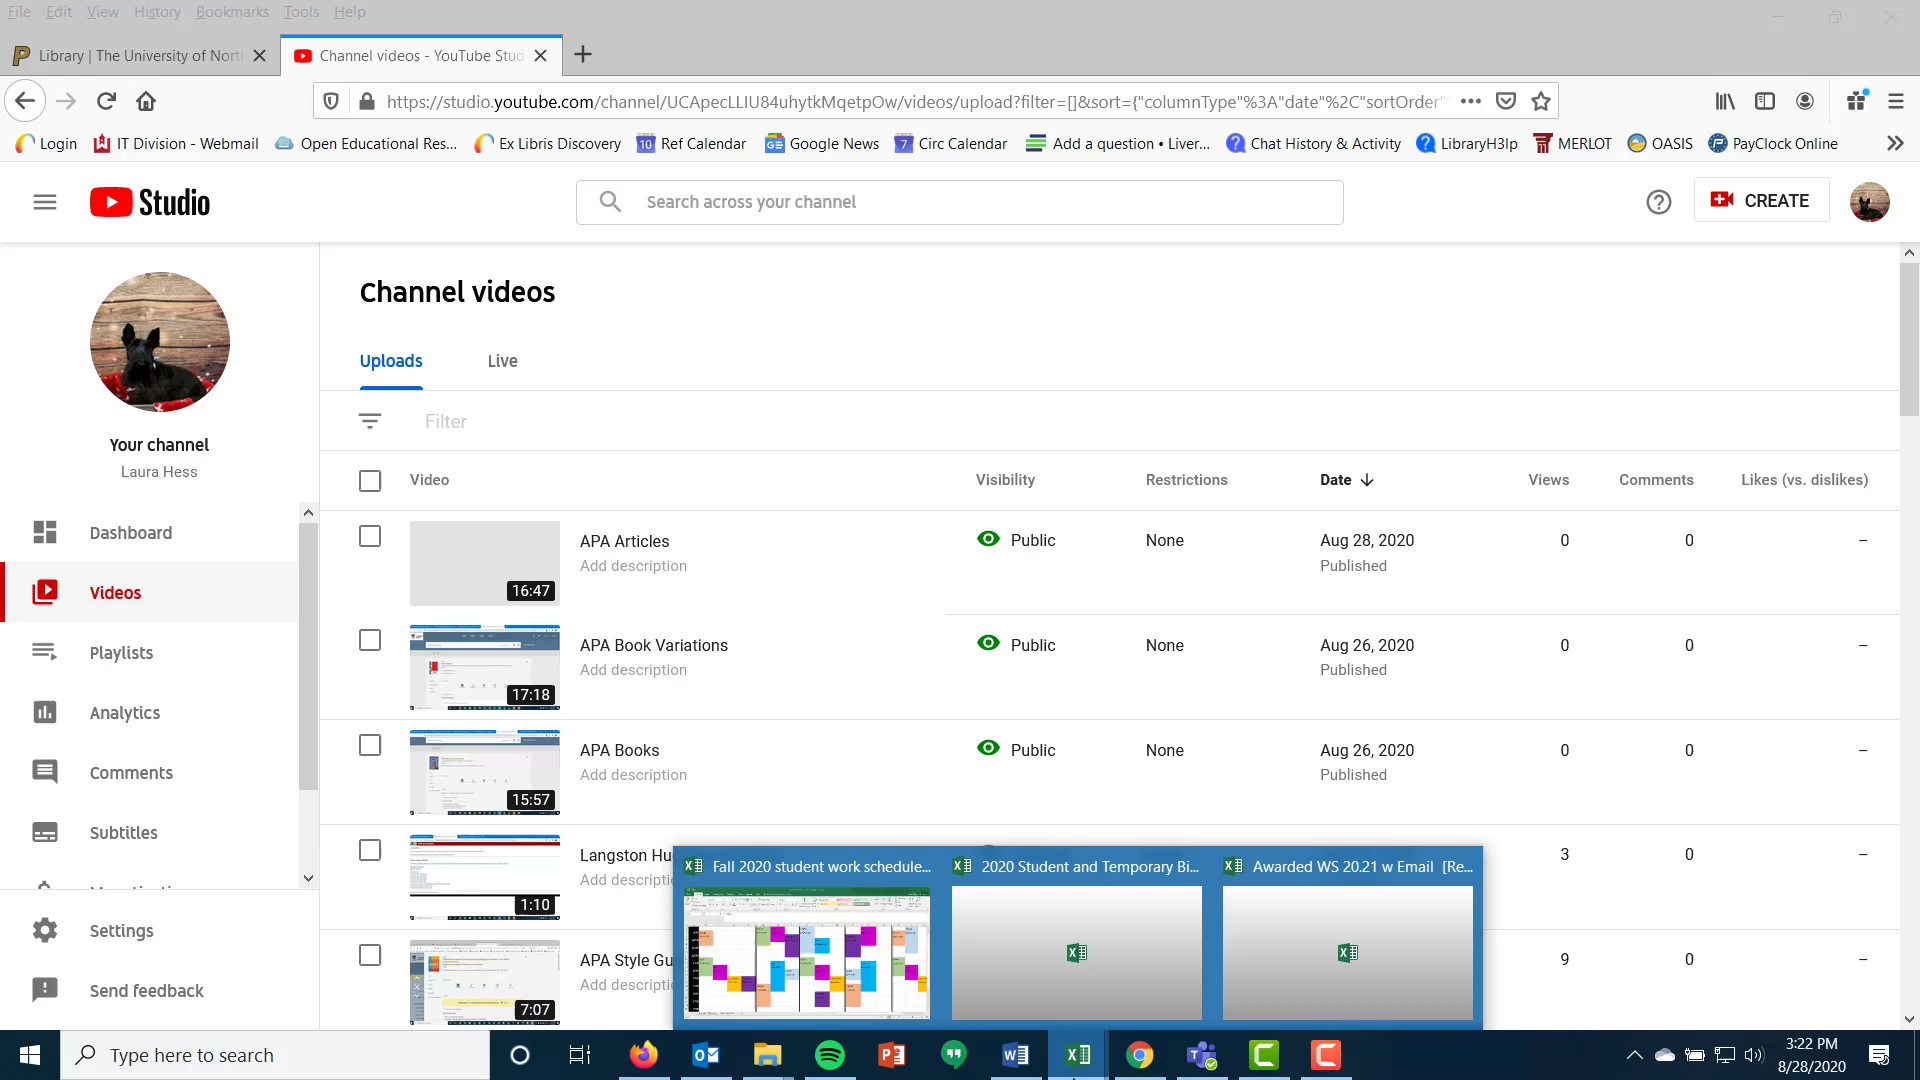 File Edit View History Bookmarks Tools Help
Library | The University of Nort
Channel videos - YouTube Stud
https://studio.youtube.com/channel/UCApecLLIU84uhytkMqetpOw/videos/upload?filter=[]&sort={"columnType"%3A"date"%2C"sortOrder"
Login IT Division - Webmail Open Educational Res... Ex Libris Discovery Ref Calendar Google News Circ Calendar Add a question • Liver... Chat History & Activity LibraryH3lp MERLOT OASIS PayClock Online
Studio
Search across your channel
CREATE
Your channel
Laura Hess
Dashboard
Videos
Playlists
Analytics
Comments
Subtitles
Settings
Send feedback
Channel videos
Uploads Live
Filter
Video Visibility Restrictions Date Views Comments Likes (vs. dislikes)
16:47 APA Articles Public None Aug 28, 2020 0 0 –
Add description Published
17:18 APA Book Variations Public None Aug 26, 2020 0 0 –
Add description Published
15:57 APA Books Public None Aug 26, 2020 0 0 –
Add description Published
1:10 Langston Hu 3 0 –
Add descripti
7:07 APA Style Gu 9 0 –
Add descripti
Fall 2020 student work schedule...
2020 Student and Temporary Bi...
Awarded WS 20.21 w Email [Re...
Type here to search
3:22 PM
8/28/2020